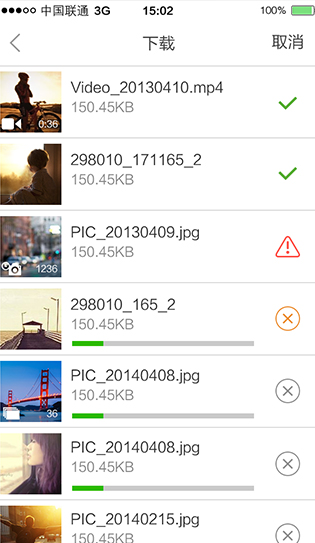 中国联通 3G 15:02 100%
下载 取消
Video_20130410.mp4
150.45KB
0:36
298010_171165_2
150.45KB
PIC_20130409.jpg
150.45KB
1236
298010_165_2
150.45KB
PIC_20140408.jpg
150.45KB
36
PIC_20140408.jpg
150.45KB
PIC_20140215.jpg
150.45KB